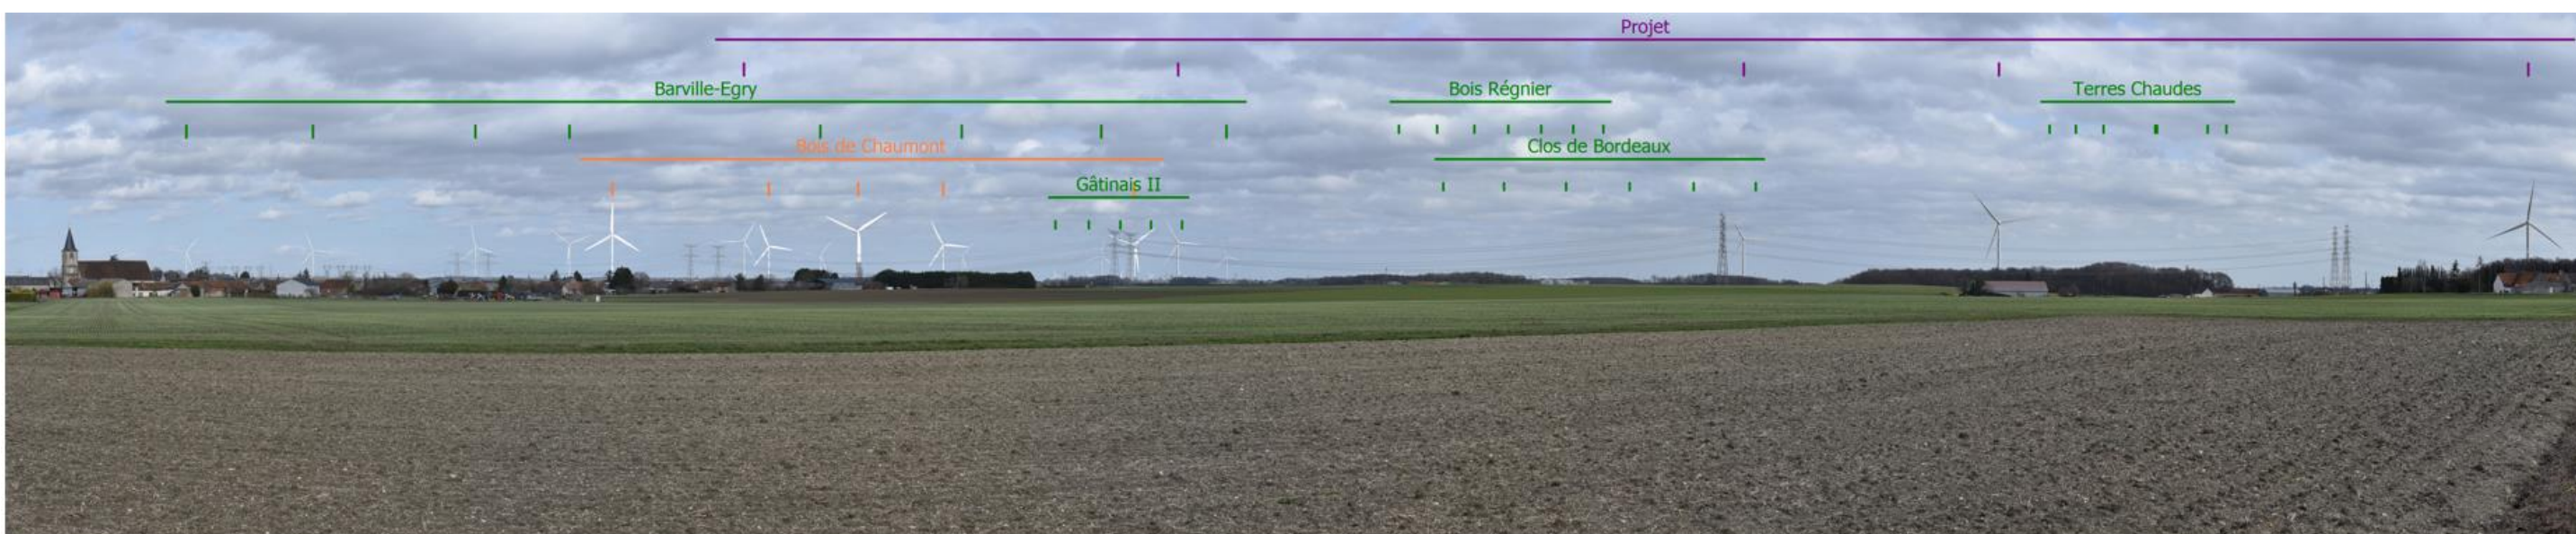 Projet
Barville-Egry
Bois Régnier
Terres Chaudes
Bois de Chaumont
Clos de Bordeaux
Gâtinais II